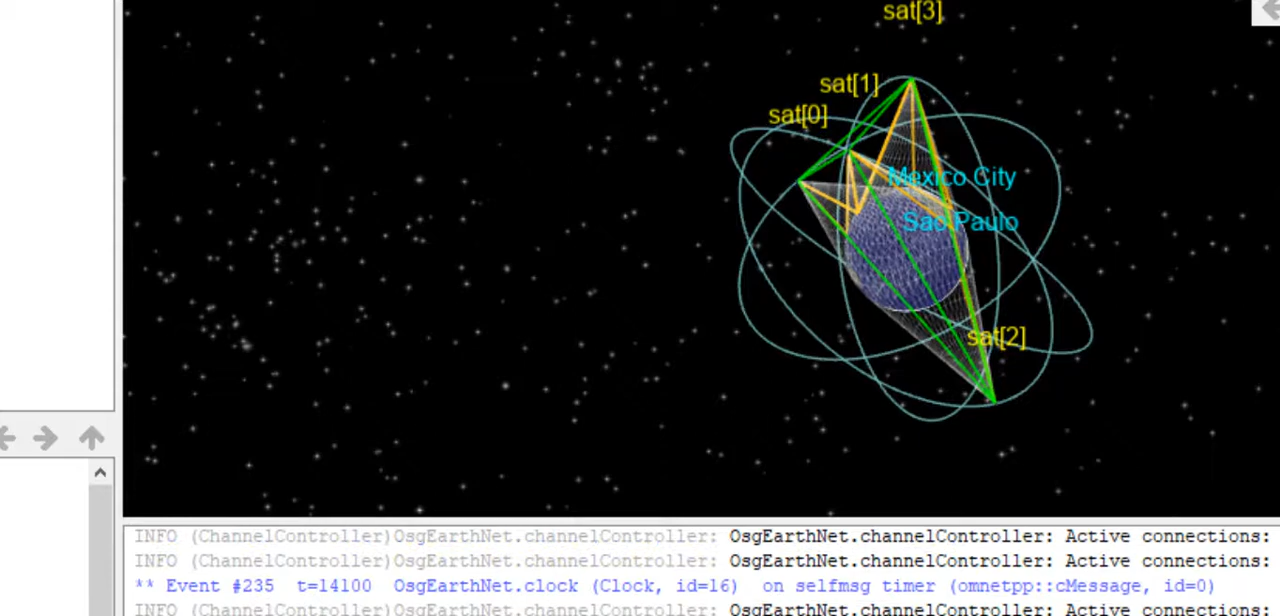 sat[3]
sat[1]
sat[0]
Mexico City
Sao Paulo
sat[2]
INFO (ChannelController)OsgEarthNet.channelController: OsgEarthNet.channelController: Active connections:
INFO (ChannelController)OsgEarthNet.channelController: OsgEarthNet.channelController: Active connections:
** Event #235 t=14100 OsgEarthNet.clock (Clock, id=16) on selfmsg timer (omnetpp::cMessage, id=0)
INFO (ChannelController)OsgEarthNet.channelController: OsgEarthNet.channelController: Active connections: